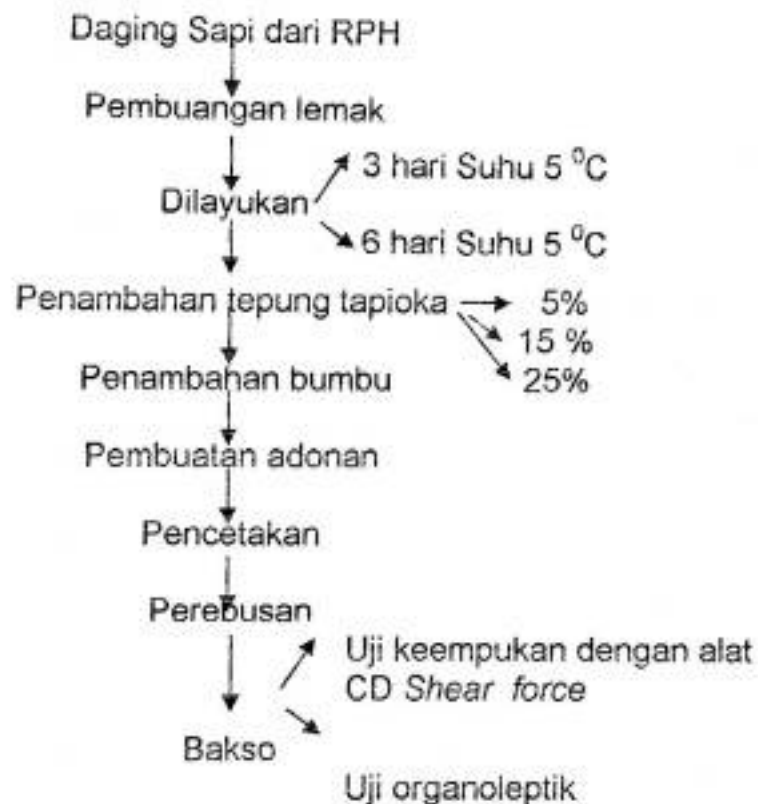 Daging Sapi dari RPH
Pembuangan lemak
3 hari Suhu 5 ⁰C
Dilayukan
6 hari Suhu 5 ⁰C
Penambahan tepung tapioka
5%
15 %
25%
Penambahan bumbu
Pembuatan adonan
Pencetakan
Perebusan
Uji keempukan dengan alat
CD Shear force
Bakso
Uji organoleptik